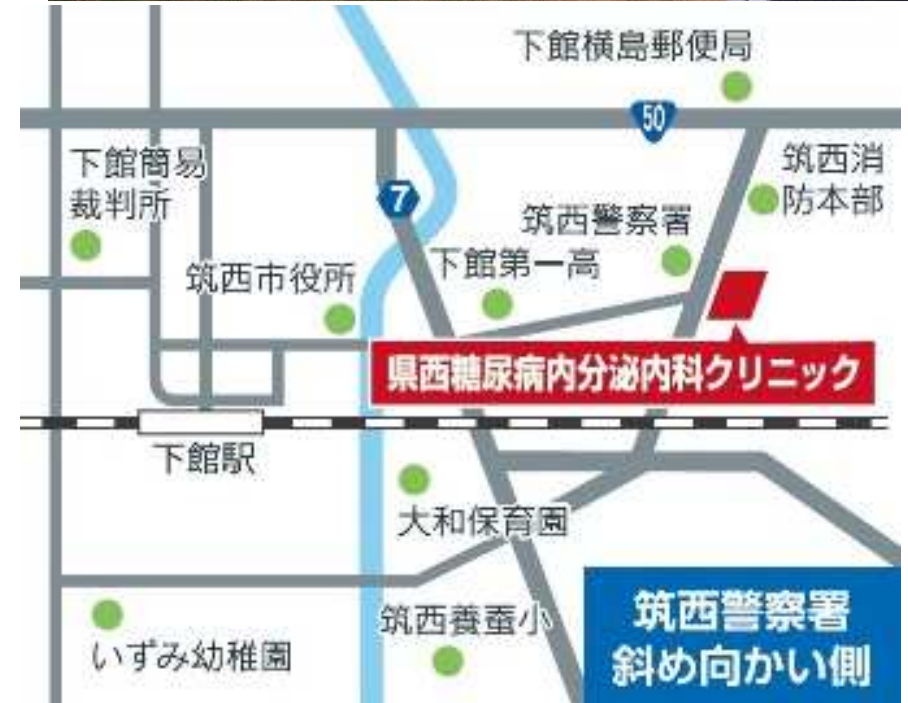 下館横島郵便局
50
下館簡易
裁判所
筑西消
防本部
7
筑西警察署
下館第一高
筑西市役所
県西糖尿病内分泌内科クリニック
下館駅
大和保育園
筑西養蚕小
いずみ幼稚園
筑西警察署
斜め向かい側